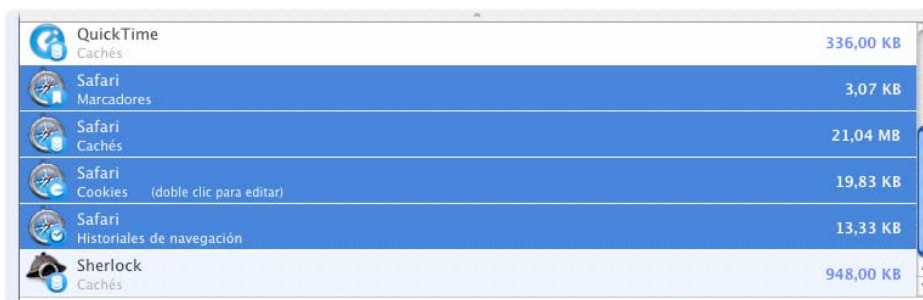 QuickTime
Cachés
336,00 KB
Safari
Marcadores
3,07 KB
Safari
Cachés
21,04 MB
Safari
Cookies (doble clic para editar)
19,83 KB
Safari
Historiales de navegación
13,33 KB
Sherlock
Cachés
948,00 KB